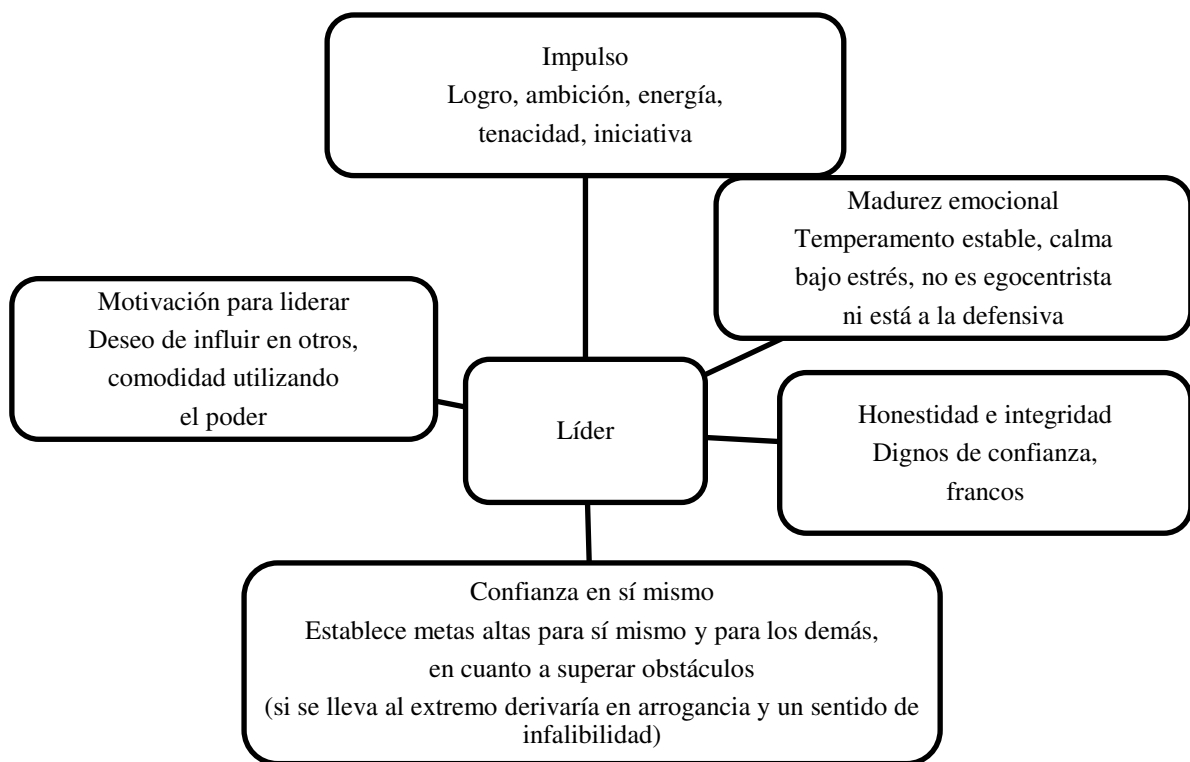 Impulso
Logro, ambición, energía,
tenacidad, iniciativa
Madurez emocional
Temperamento estable, calma
bajo estrés, no es egocentrista
ni está a la defensiva
Motivación para liderar
Deseo de influir en otros,
comodidad utilizando
el poder
Líder
Honestidad e integridad
Dignos de confianza,
francos
Confianza en sí mismo
Establece metas altas para sí mismo y para los demás,
en cuanto a superar obstáculos
(si se lleva al extremo derivaría en arrogancia y un sentido de
infalibilidad)